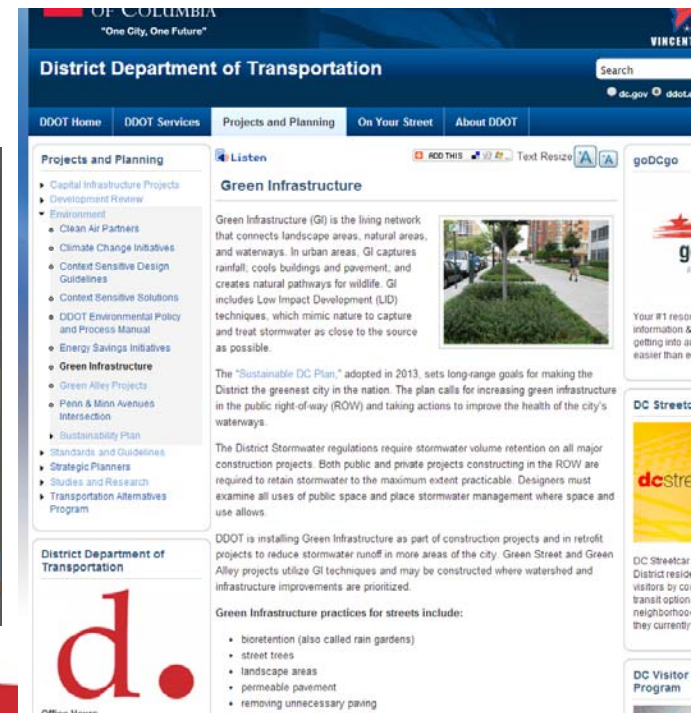 OF COLUMBIA
"One City, One Future"
VINCENT
District Department of Transportation
Search
dc.gov
DDOT Home
DDOT Services
Projects and Planning
On Your Street
About DDOT
Projects and Planning
Capital Infrastructure Projects
Development Review
Environment
Clean Air Partners
Climate Change Initiatives
Context Sensitive Design
Guidelines
Context Sensitive Solutions
DDOT Environmental Policy
and Process Manual
Energy Savings Initiatives
Green Infrastructure
Green Alley Projects
Penn & Minn Avenues
Intersection
Sustainability Plan
Standards and Guidelines
Strategic Planners
Studies and Research
Transportation Alternatives
Program
District Department of
Transportation
d.
Office Hours
Listen
ADD THIS
Text Resize A A
Green Infrastructure
Green Infrastructure (GI) is the living network
that connects landscape areas, natural areas,
and waterways. In urban areas, GI captures
rainfall; cools buildings and pavement; and
creates natural pathways for wildlife. GI
includes Low Impact Development (LID)
techniques, which mimic nature to capture
and treat stormwater as close to the source
as possible.
The "Sustainable DC Plan," adopted in 2013, sets long-range goals for making the
District the greenest city in the nation. The plan calls for increasing green infrastructure
in the public right-of-way (ROW) and taking actions to improve the health of the city's
waterways.
The District Stormwater regulations require stormwater volume retention on all major
construction projects. Both public and private projects constructing in the ROW are
required to retain stormwater to the maximum extent practicable. Designers must
examine all uses of public space and place stormwater management where space and
use allows.
DDOT is installing Green Infrastructure as part of construction projects and in retrofit
projects to reduce stormwater runoff in more areas of the city. Green Street and Green
Alley projects utilize GI techniques and may be constructed where watershed and
infrastructure improvements are prioritized.
Green Infrastructure practices for streets include:
bioretention (also called rain gardens)
street trees
landscape areas
permeable pavement
removing unnecessary paving
goDCgo
g
Your #1 reso
information &
getting into a
easier than e
DC Streetc
dcstre
DC Streetcar
District reside
visitors by co
transit option
neighborhoo
they currently
DC Visitor
Program